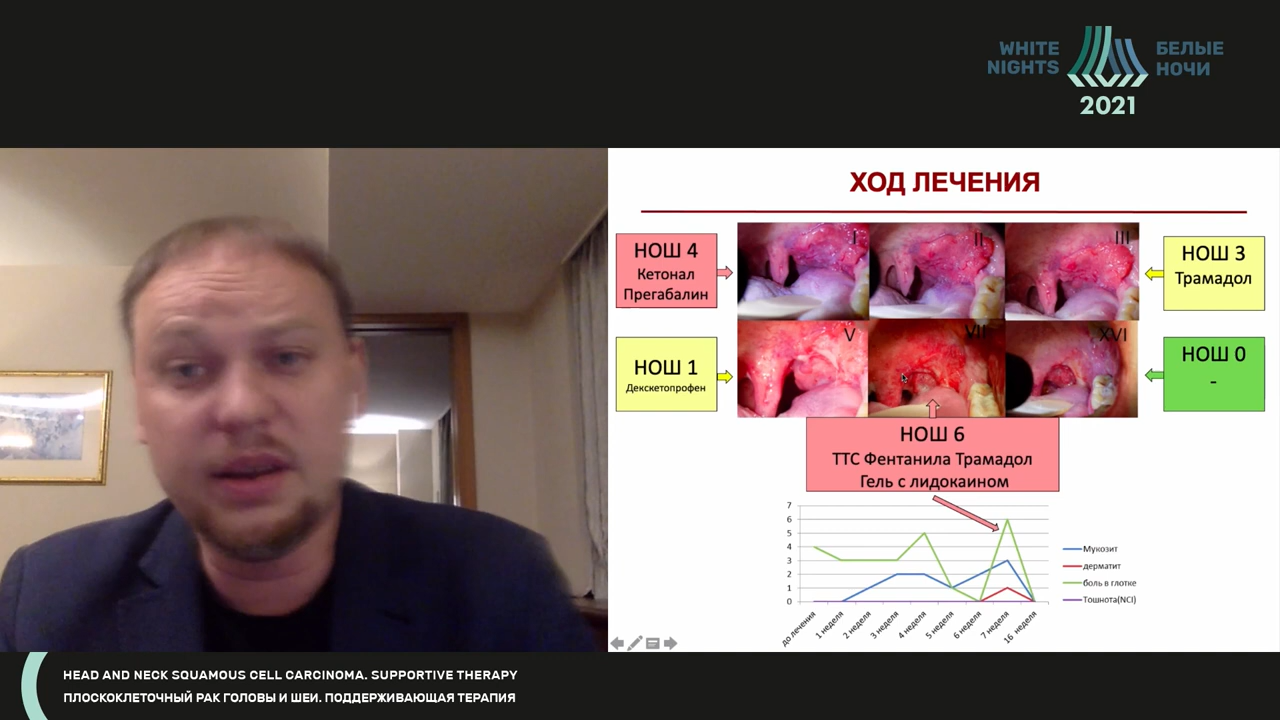 WHITE
NIGHTS
БЕЛЫЕ
НОЧИ
2021
ХОД ЛЕЧЕНИЯ
НОШ 4
Кетонал
Прегабалин
I
II
III
НОШ 3
Трамадол
НОШ 1
Декскетопрофен
V
VII
XVI
НОШ 0
-
НОШ 6
ТТС Фентанила Трамадол
Гель с лидокаином
7
6
5
4
3
2
1
0
до лечения
1 неделя
2 неделя
3 неделя
4 неделя
5 неделя
6 неделя
7 неделя
16 неделя
Мукозит
дерматит
боль в глотке
Тошнота(NCI)
HEAD AND NECK SQUAMOUS CELL CARCINOMA. SUPPORTIVE THERAPY
ПЛОСКОКЛЕТОЧНЫЙ РАК ГОЛОВЫ И ШЕИ. ПОДДЕРЖИВАЮЩАЯ ТЕРАПИЯ